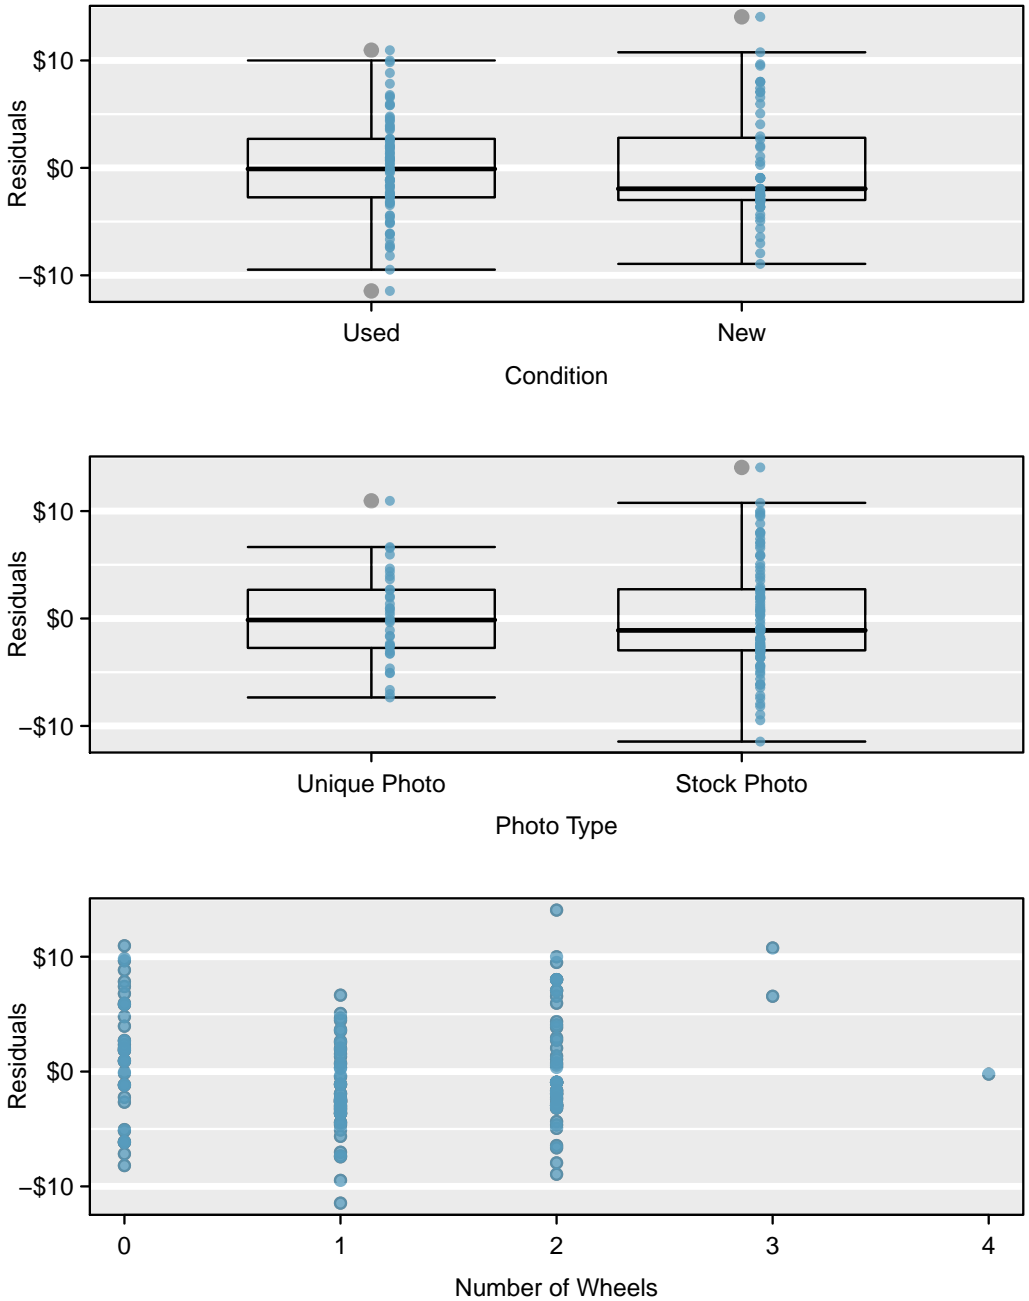 $10
$0
−$10
Residuals
Used New
Condition
$10
$0
−$10
Residuals
Unique Photo Stock Photo
Photo Type
$10
$0
−$10
Residuals
0 1 2 3 4
Number of Wheels